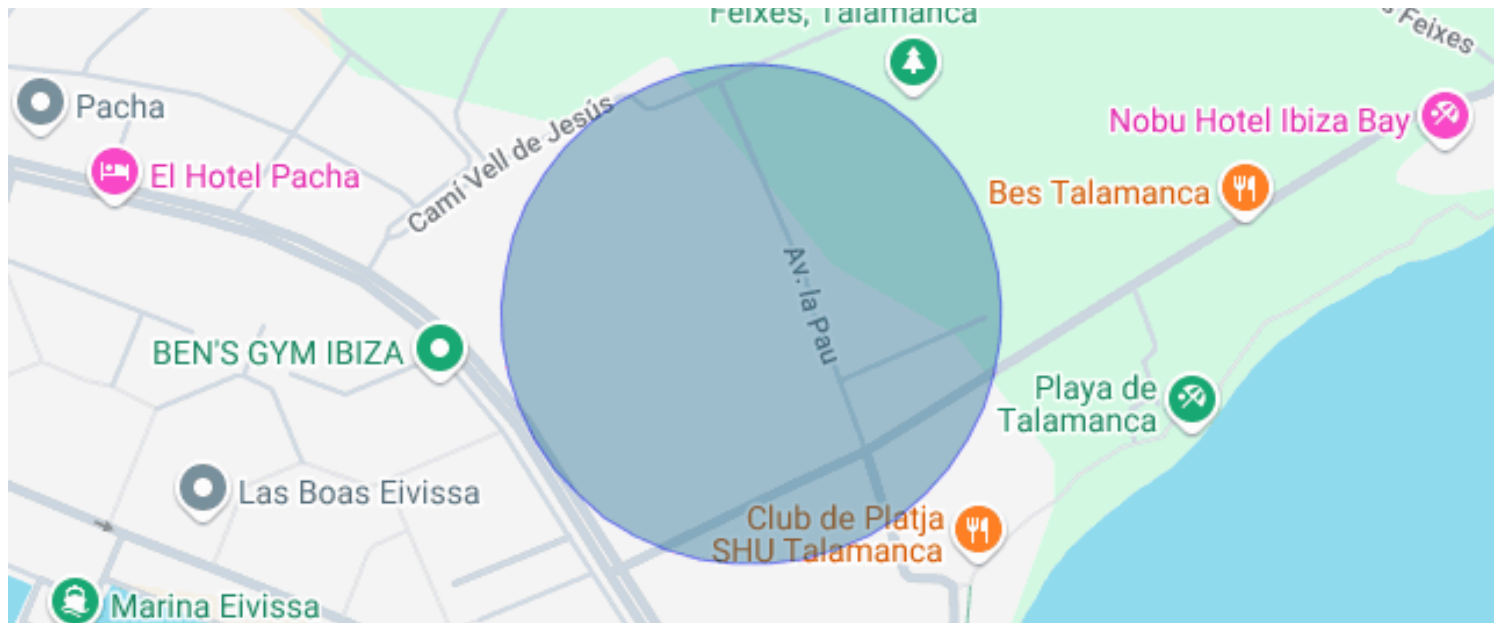 Feixes, Talamanca
Feixes
Pacha
Nobu Hotel Ibiza Bay
El Hotel Pacha
Camí Vell de Jesús
Bes Talamanca
Av. la Pau
BEN'S GYM IBIZA
Playa de
Talamanca
Las Boas Eivissa
Club de Platja
SHU Talamanca
Marina Eivissa